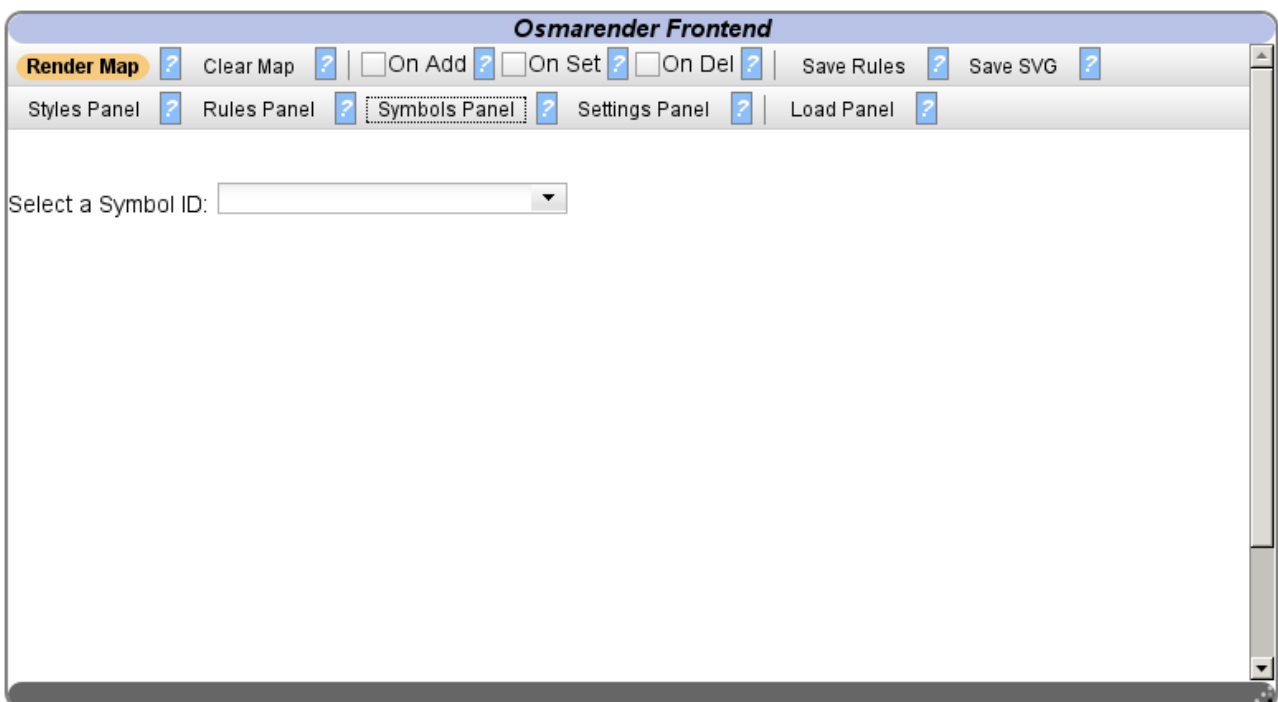 Osmarender Frontend
Render Map ? Clear Map ? On Add ? On Set ? On Del ? Save Rules ? Save SVG ?
Styles Panel ? Rules Panel ? Symbols Panel ? Settings Panel ? Load Panel ?
Select a Symbol ID: